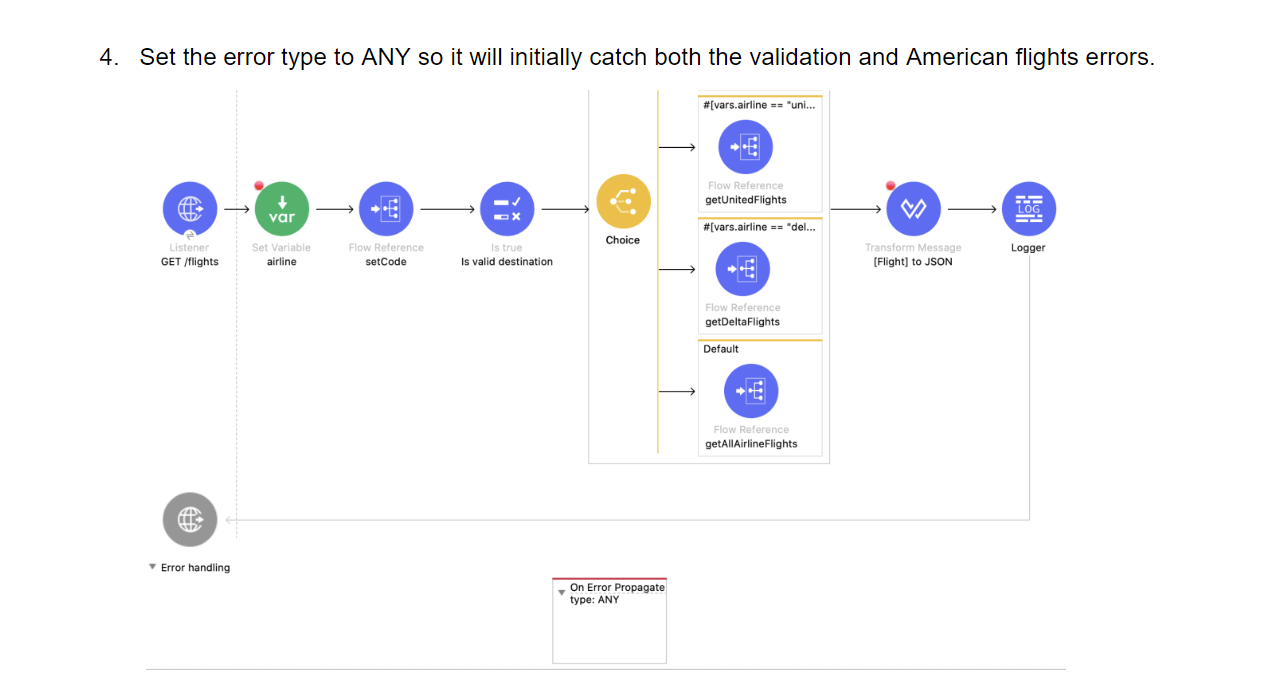 4. Set the error type to ANY so it will initially catch both the validation and American flights errors.
#[vars.airline == "uni...
Flow Reference
getUnitedFlights
#[vars.airline == "del...
Flow Reference
getDeltaFlights
Default
Flow Reference
getAllAirlineFlights
Listener
GET /flights
var
Set Variable
airline
Flow Reference
setCode
Is true
Is valid destination
Choice
Transform Message
[Flight] to JSON
LOG
Logger
Error handling
On Error Propagate
type: ANY